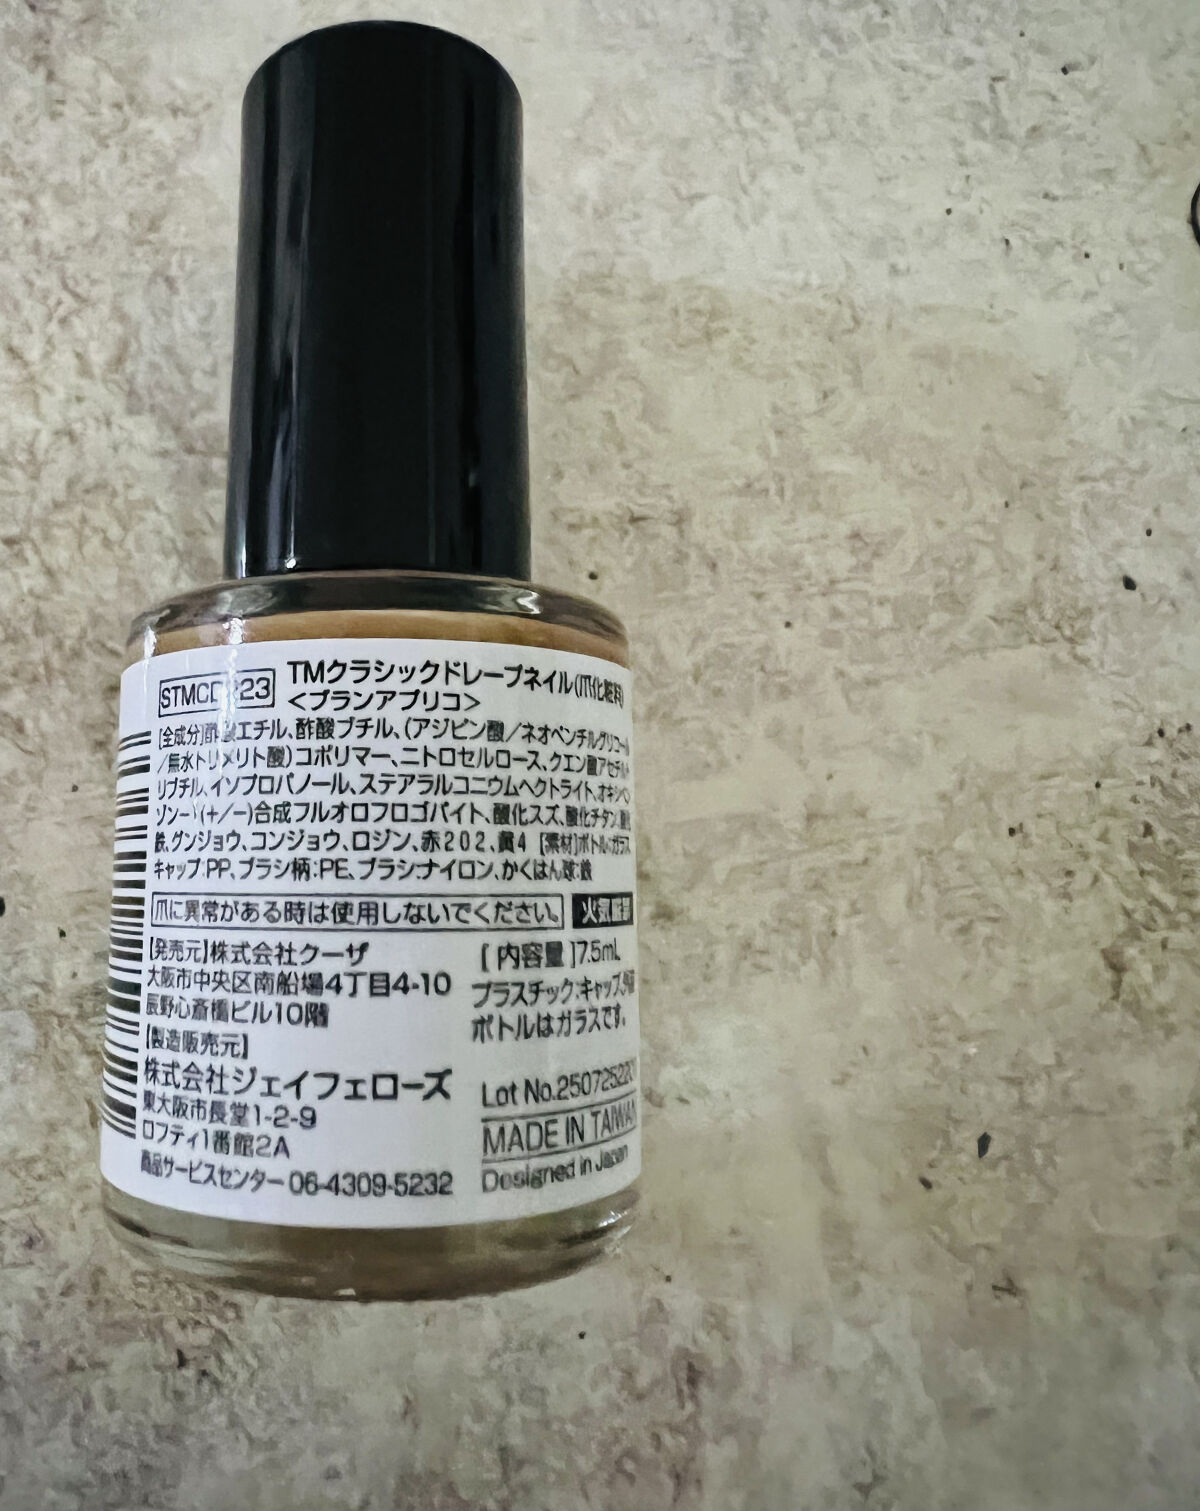 TMクラシックドレープネイル(爪化粧料)
<ブランアプリコ>
[全成分]酢酸エチル、酢酸ブチル、(アジピン酸/ネオペンチルグリコール
/無水トリメリト酸)コポリマー、ニトロセルロース、クエン酸アセチルト
リブチル、イソプロパノール、ステアラルコニウムヘクトライト、オキシベン
ゾン-1(+/-)合成フルオロフロゴパイト、酸化スズ、酸化チタン、酸化
鉄、グンジョウ、コンジョウ、ロジン、赤202、黄4 [素材]ボトル:ガラス
キャップ:PP、ブラシ柄:PE、ブラシ:ナイロン、かくはん球:鉄
爪に異常がある時は使用しないでください。 火気厳禁
【発売元】株式会社クーザ
大阪市中央区南船場4丁目4-10
辰野心斎橋ビル10階
【製造販売元】
株式会社ジェイフェローズ
東大阪市長堂1-2-9
ロフティ1番館2A
商品サービスセンター 06-4309-5232
[ 内容量 ]7.5mL
プラスチック:キャップ、
ボトルはガラスです。
Lot No.
MADE IN TAIWAN
Designed in Japan